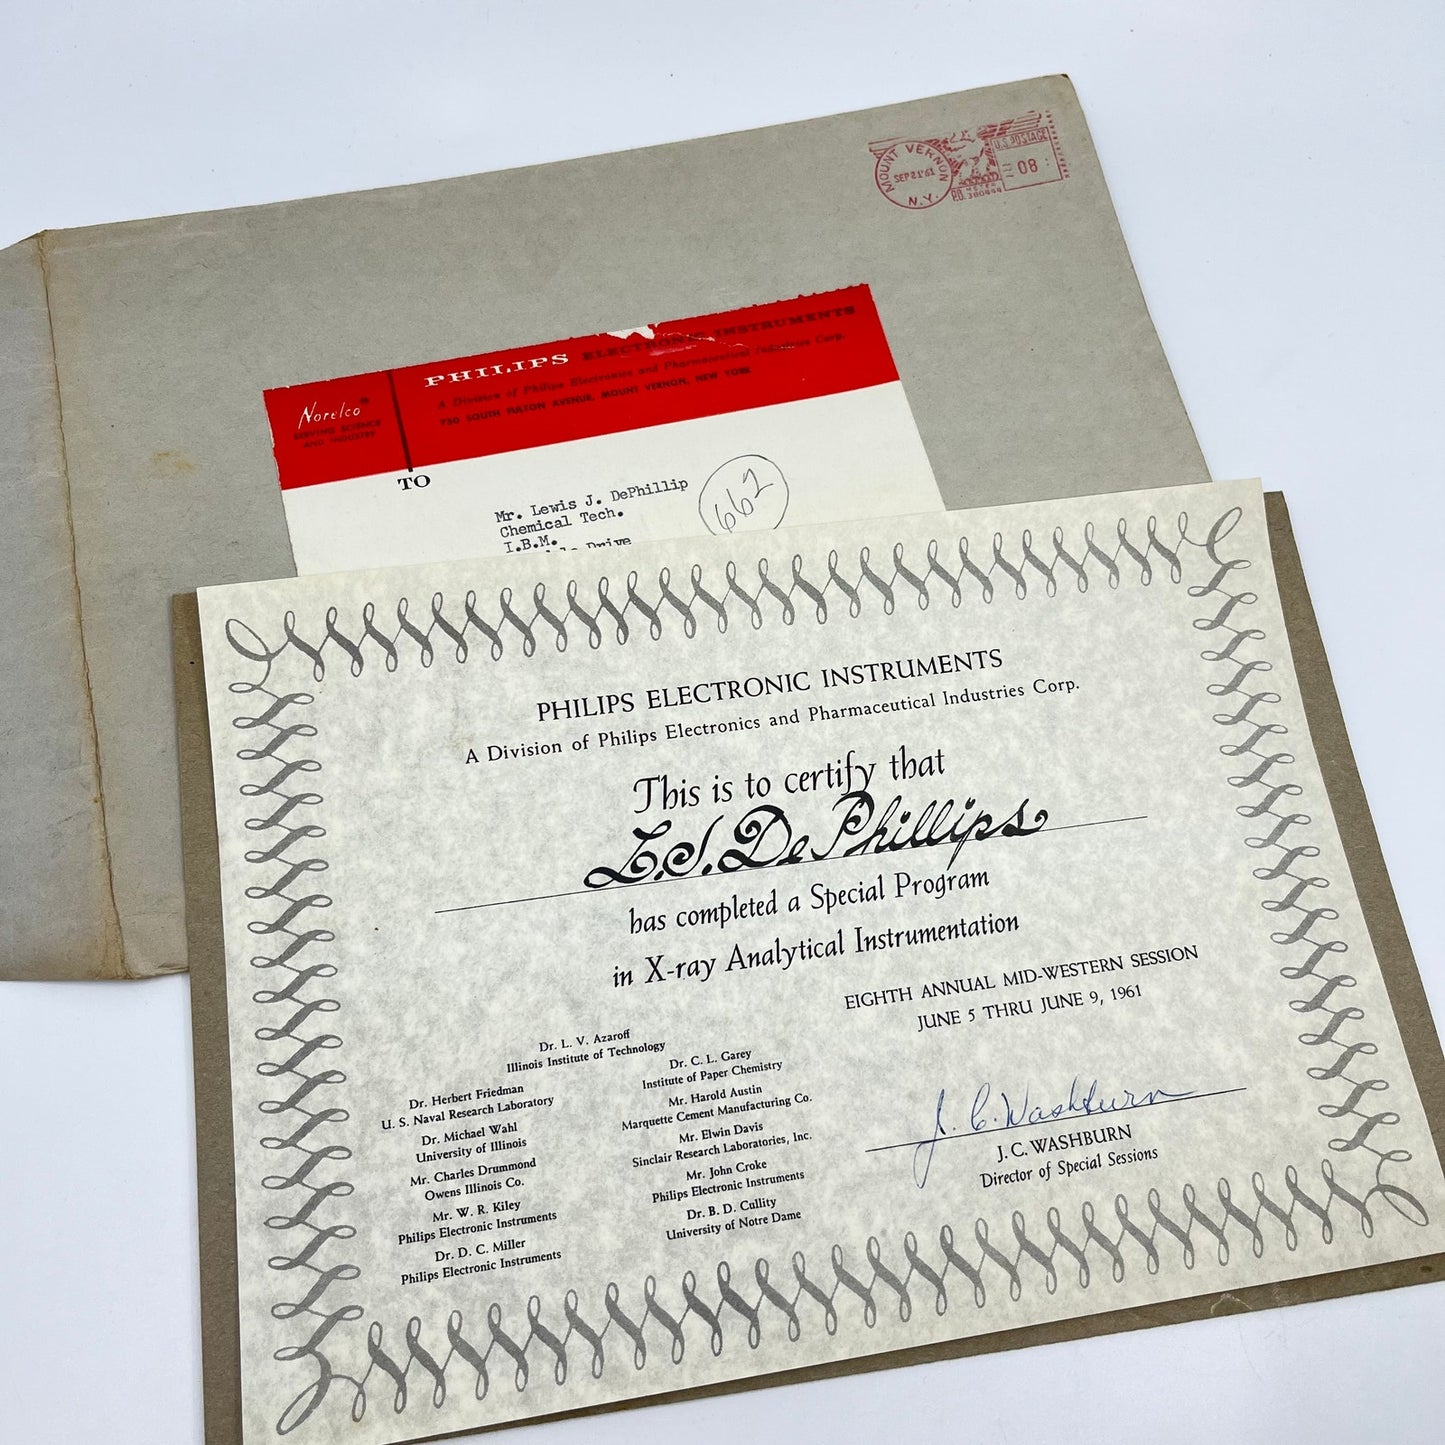 MOUNT VERNON
SEP 21 '61
N.Y.
U.S. POSTAGE
08
P.O. METER
380444
Norelco
SERVING SCIENCE
AND INDUSTRY
PHILIPS ELECTRONIC INSTRUMENTS
A Division of Philips Electronics and Pharmaceutical Industries Corp.
750 SOUTH FULTON AVENUE, MOUNT VERNON, NEW YORK
TO
Mr. Lewis J. DePhillip
Chemical Tech.
I.B.M.
Drive
662
PHILIPS ELECTRONIC INSTRUMENTS
A Division of Philips Electronics and Pharmaceutical Industries Corp.
This is to certify that
L.J. De Phillips
has completed a Special Program
in X-ray Analytical Instrumentation
EIGHTH ANNUAL MID-WESTERN SESSION
JUNE 5 THRU JUNE 9, 1961
Dr. L. V. Azaroff
Illinois Institute of Technology
Dr. Herbert Friedman
U. S. Naval Research Laboratory
Dr. Michael Wahl
University of Illinois
Mr. Charles Drummond
Owens Illinois Co.
Mr. W. R. Kiley
Philips Electronic Instruments
Dr. D. C. Miller
Philips Electronic Instruments
Dr. C. L. Garey
Institute of Paper Chemistry
Mr. Harold Austin
Marquette Cement Manufacturing Co.
Mr. Elwin Davis
Sinclair Research Laboratories, Inc.
Mr. John Croke
Philips Electronic Instruments
Dr. B. D. Cullity
University of Notre Dame
J. C. Washburn
J. C. WASHBURN
Director of Special Sessions